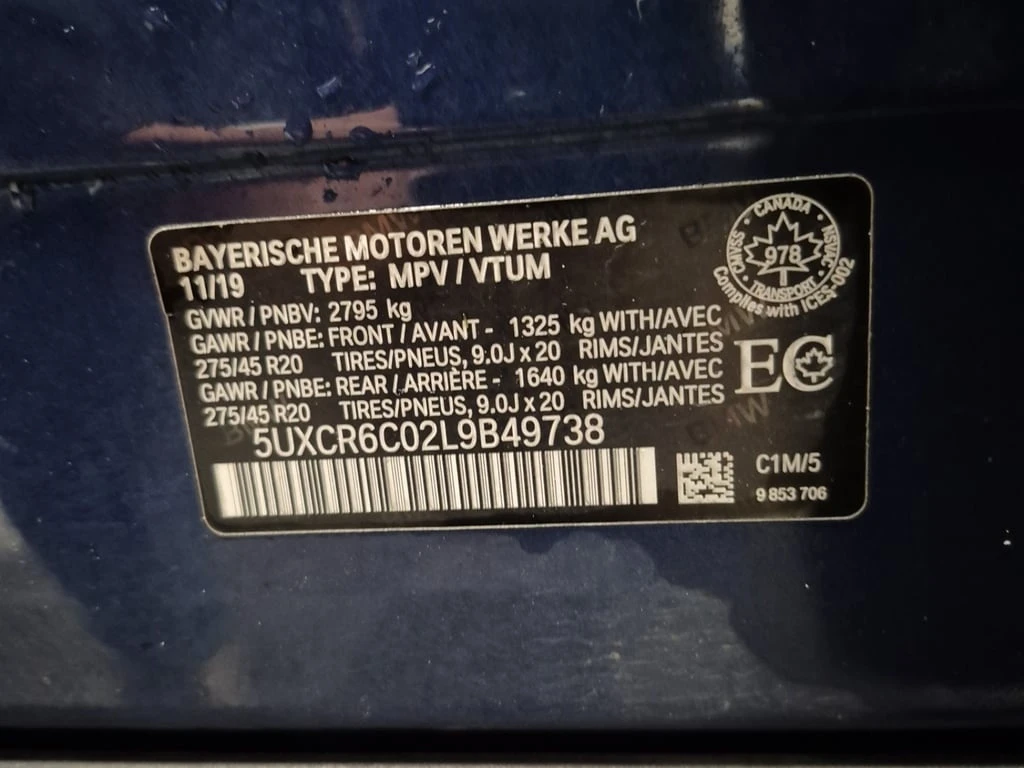 BAYERISCHE MOTOREN WERKE AG
11/19 TYPE: MPV / VTUM
GVWR / PNBV: 2795 kg
GAWR / PNBE: FRONT / AVANT - 1325 kg WITH/AVEC
275/45 R20 TIRES/PNEUS, 9.0J x 20 RIMS/JANTES
GAWR / PNBE: REAR / ARRIÈRE - 1640 kg WITH/AVEC
275/45 R20 TIRES/PNEUS, 9.0J x 20 RIMS/JANTES
5UXCR6C02L9B49738
CANADA
CMVSS
978
NSVAC
TRANSPORT
Complies with ICES-002
EC
C1M/5
9 853 706